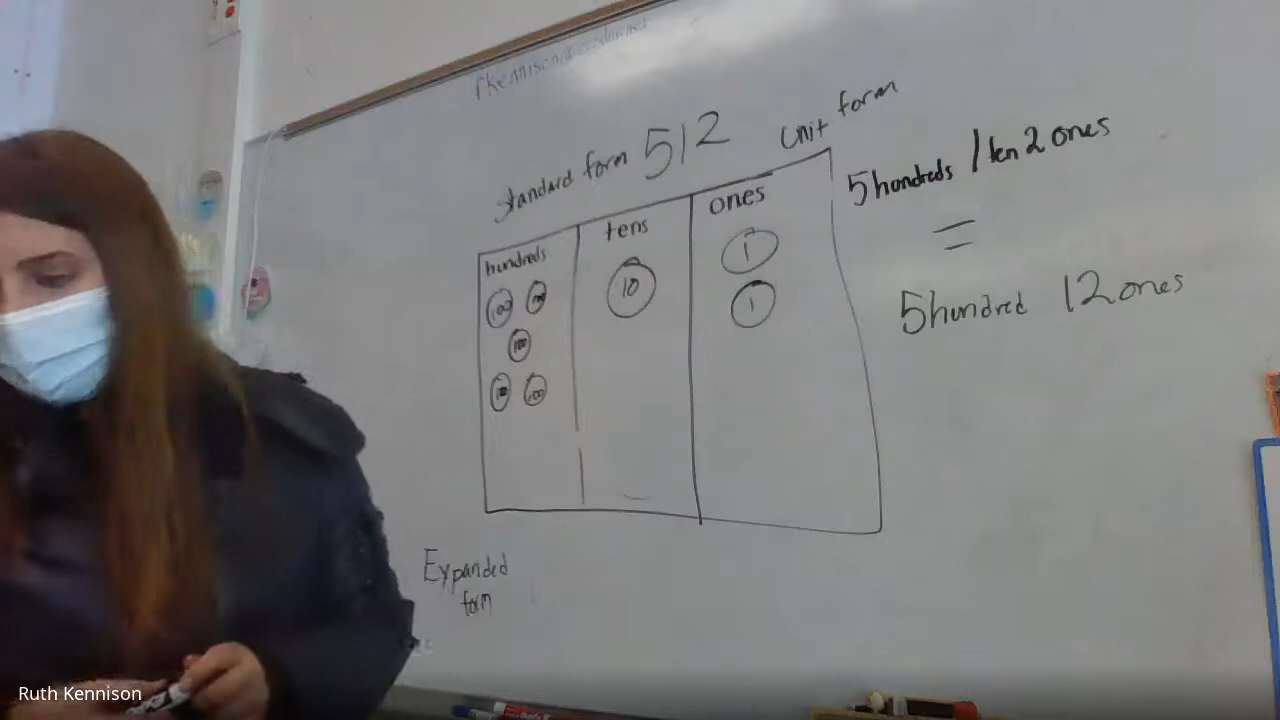 standard form 512
unit form
hundreds tens ones
100 100 10 1
100 1
100 100
5 hundreds 1 ten 2 ones
=
5 hundred 12 ones
Expanded
form
Ruth Kennison